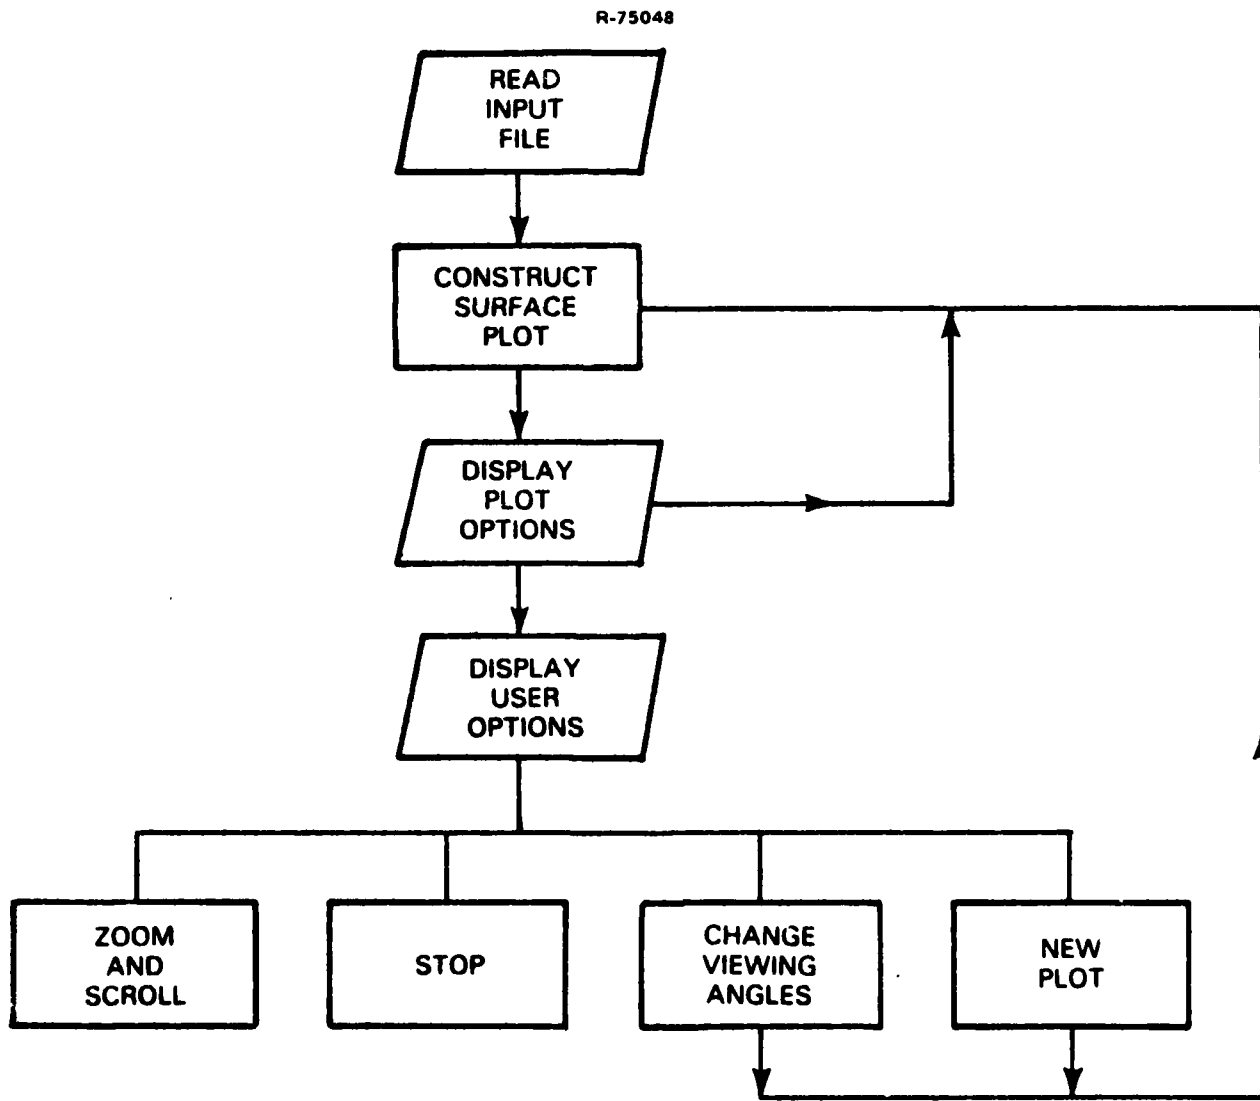 R-75048
READ
INPUT
FILE
CONSTRUCT
SURFACE
PLOT
DISPLAY
PLOT
OPTIONS
DISPLAY
USER
OPTIONS
ZOOM
AND
SCROLL
STOP
CHANGE
VIEWING
ANGLES
NEW
PLOT